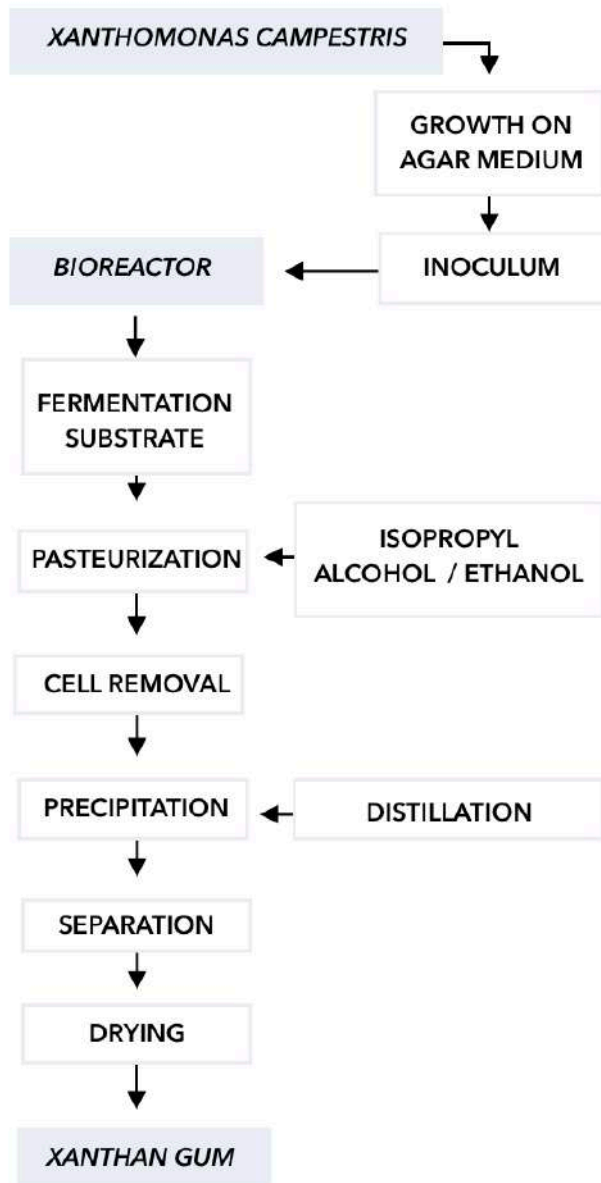 XANTHOMONAS CAMPESTRIS
GROWTH ON
AGAR MEDIUM
INOCULUM
BIOREACTOR
FERMENTATION
SUBSTRATE
PASTEURIZATION
ISOPROPYL
ALCOHOL / ETHANOL
CELL REMOVAL
PRECIPITATION
DISTILLATION
SEPARATION
DRYING
XANTHAN GUM